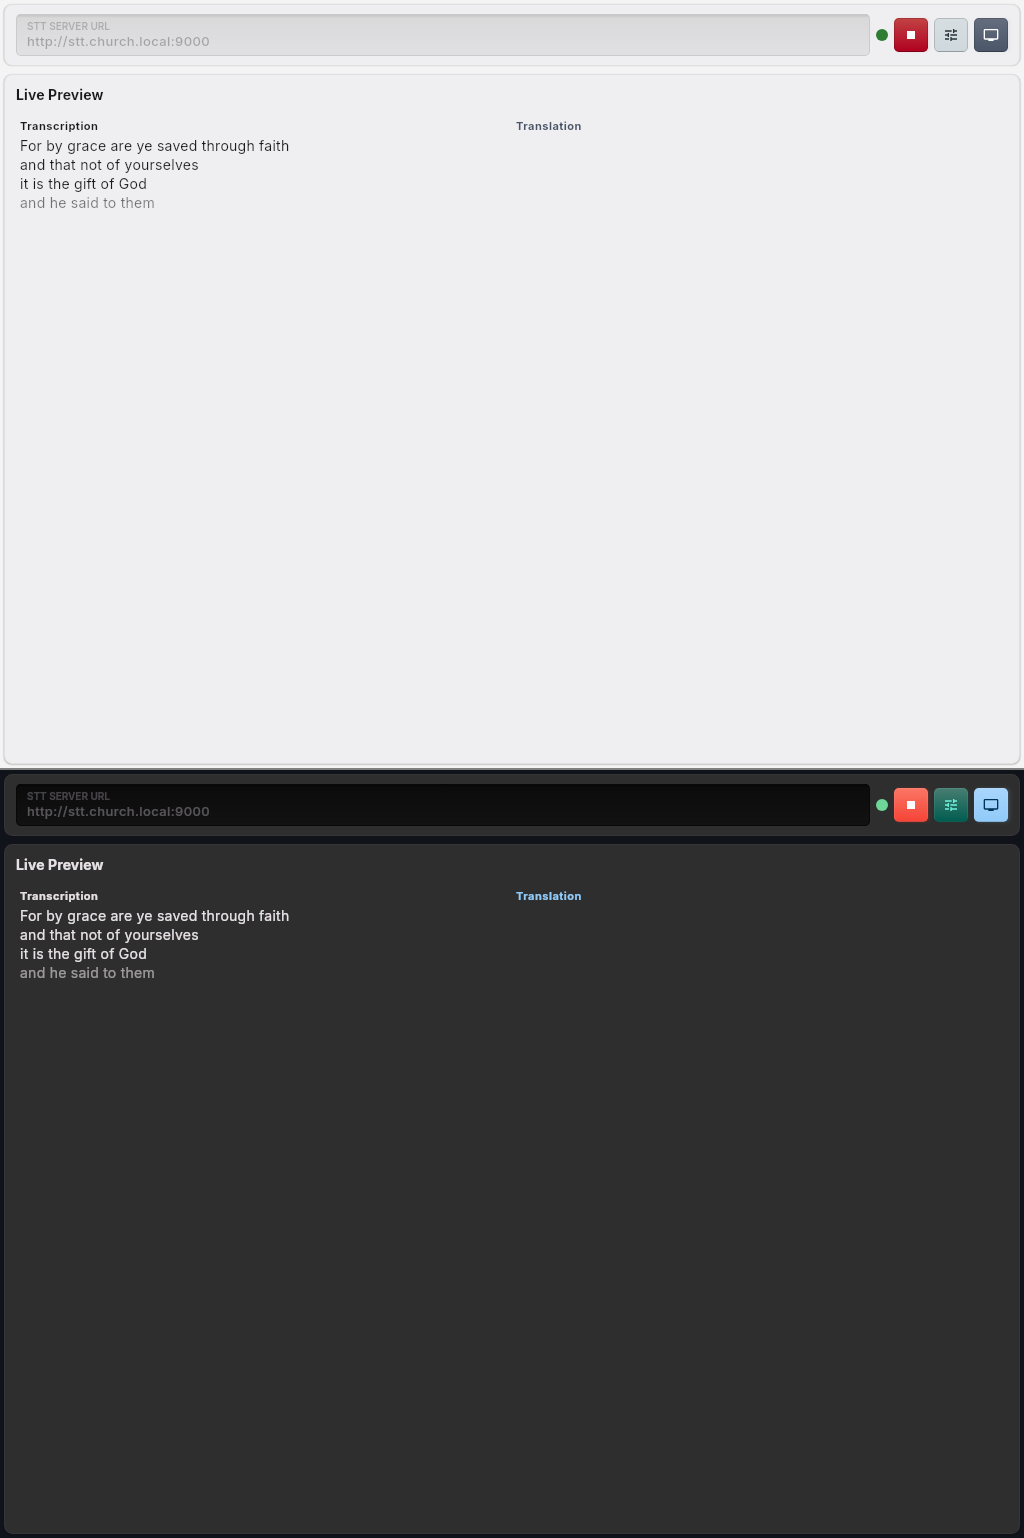 STT SERVER URL
http://stt.church.local:9000
Live Preview
Transcription
Translation
For by grace are ye saved through faith
and that not of yourselves
it is the gift of God
and he said to them
STT SERVER URL
http://stt.church.local:9000
Live Preview
Transcription
Translation
For by grace are ye saved through faith
and that not of yourselves
it is the gift of God
and he said to them